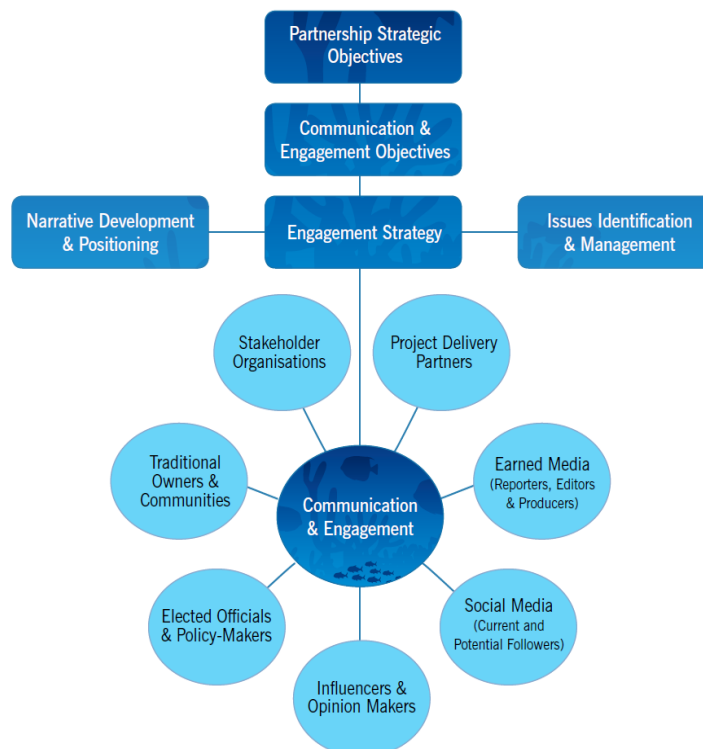 Partnership Strategic
Objectives
Communication &
Engagement Objectives
Narrative Development
& Positioning
Engagement Strategy
Issues Identification
& Management
Stakeholder
Organisations
Project Delivery
Partners
Traditional
Owners &
Communities
Communication
& Engagement
Earned Media
(Reporters, Editors
& Producers)
Elected Officials
& Policy-Makers
Social Media
(Current and
Potential Followers)
Influencers &
Opinion Makers